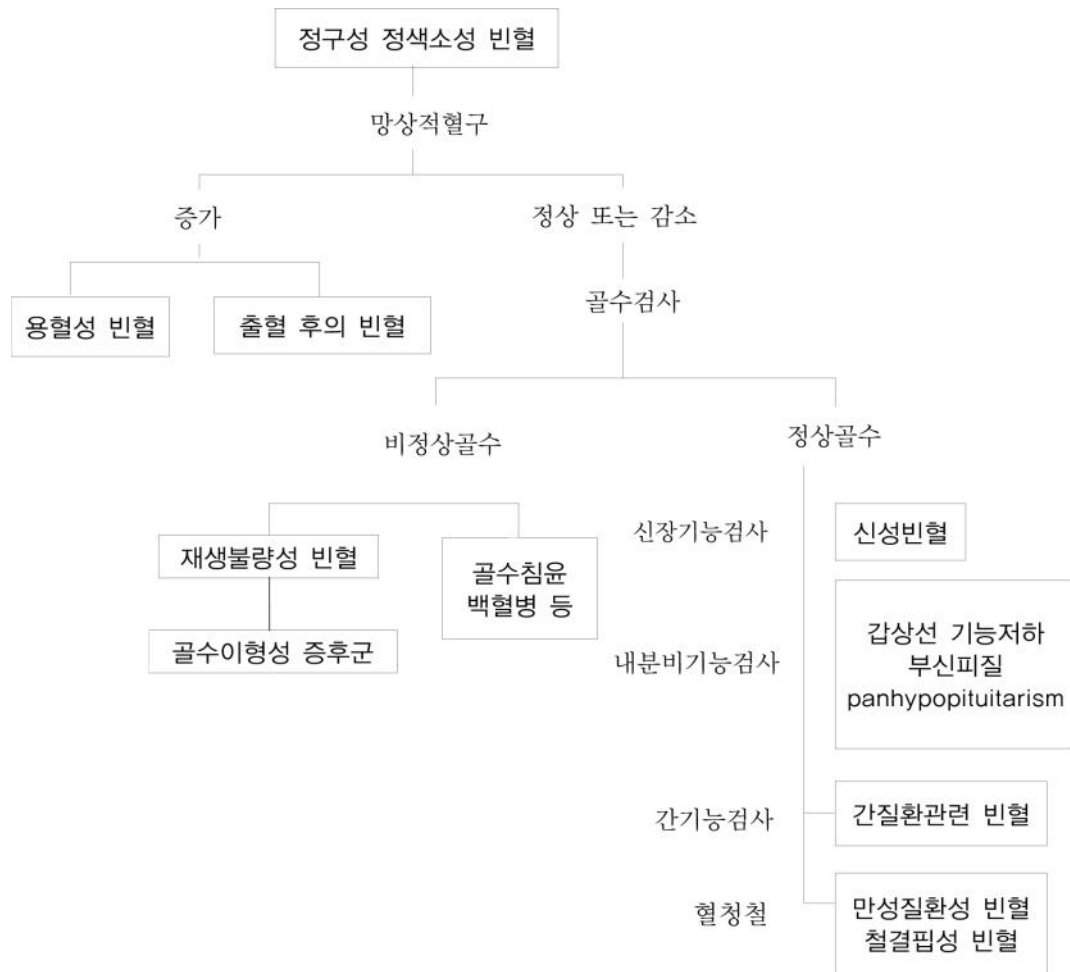 정구성 정색소성 빈혈
망상적혈구
증가
정상 또는 감소
용혈성 빈혈
출혈 후의 빈혈
골수검사
비정상골수
정상골수
재생불량성 빈혈
골수이형성 증후군
골수침윤
백혈병 등
신장기능검사
신성빈혈
내분비기능검사
갑상선 기능저하
부신피질
panhypopituitarism
간기능검사
간질환관련 빈혈
혈청철
만성질환성 빈혈
철결핍성 빈혈